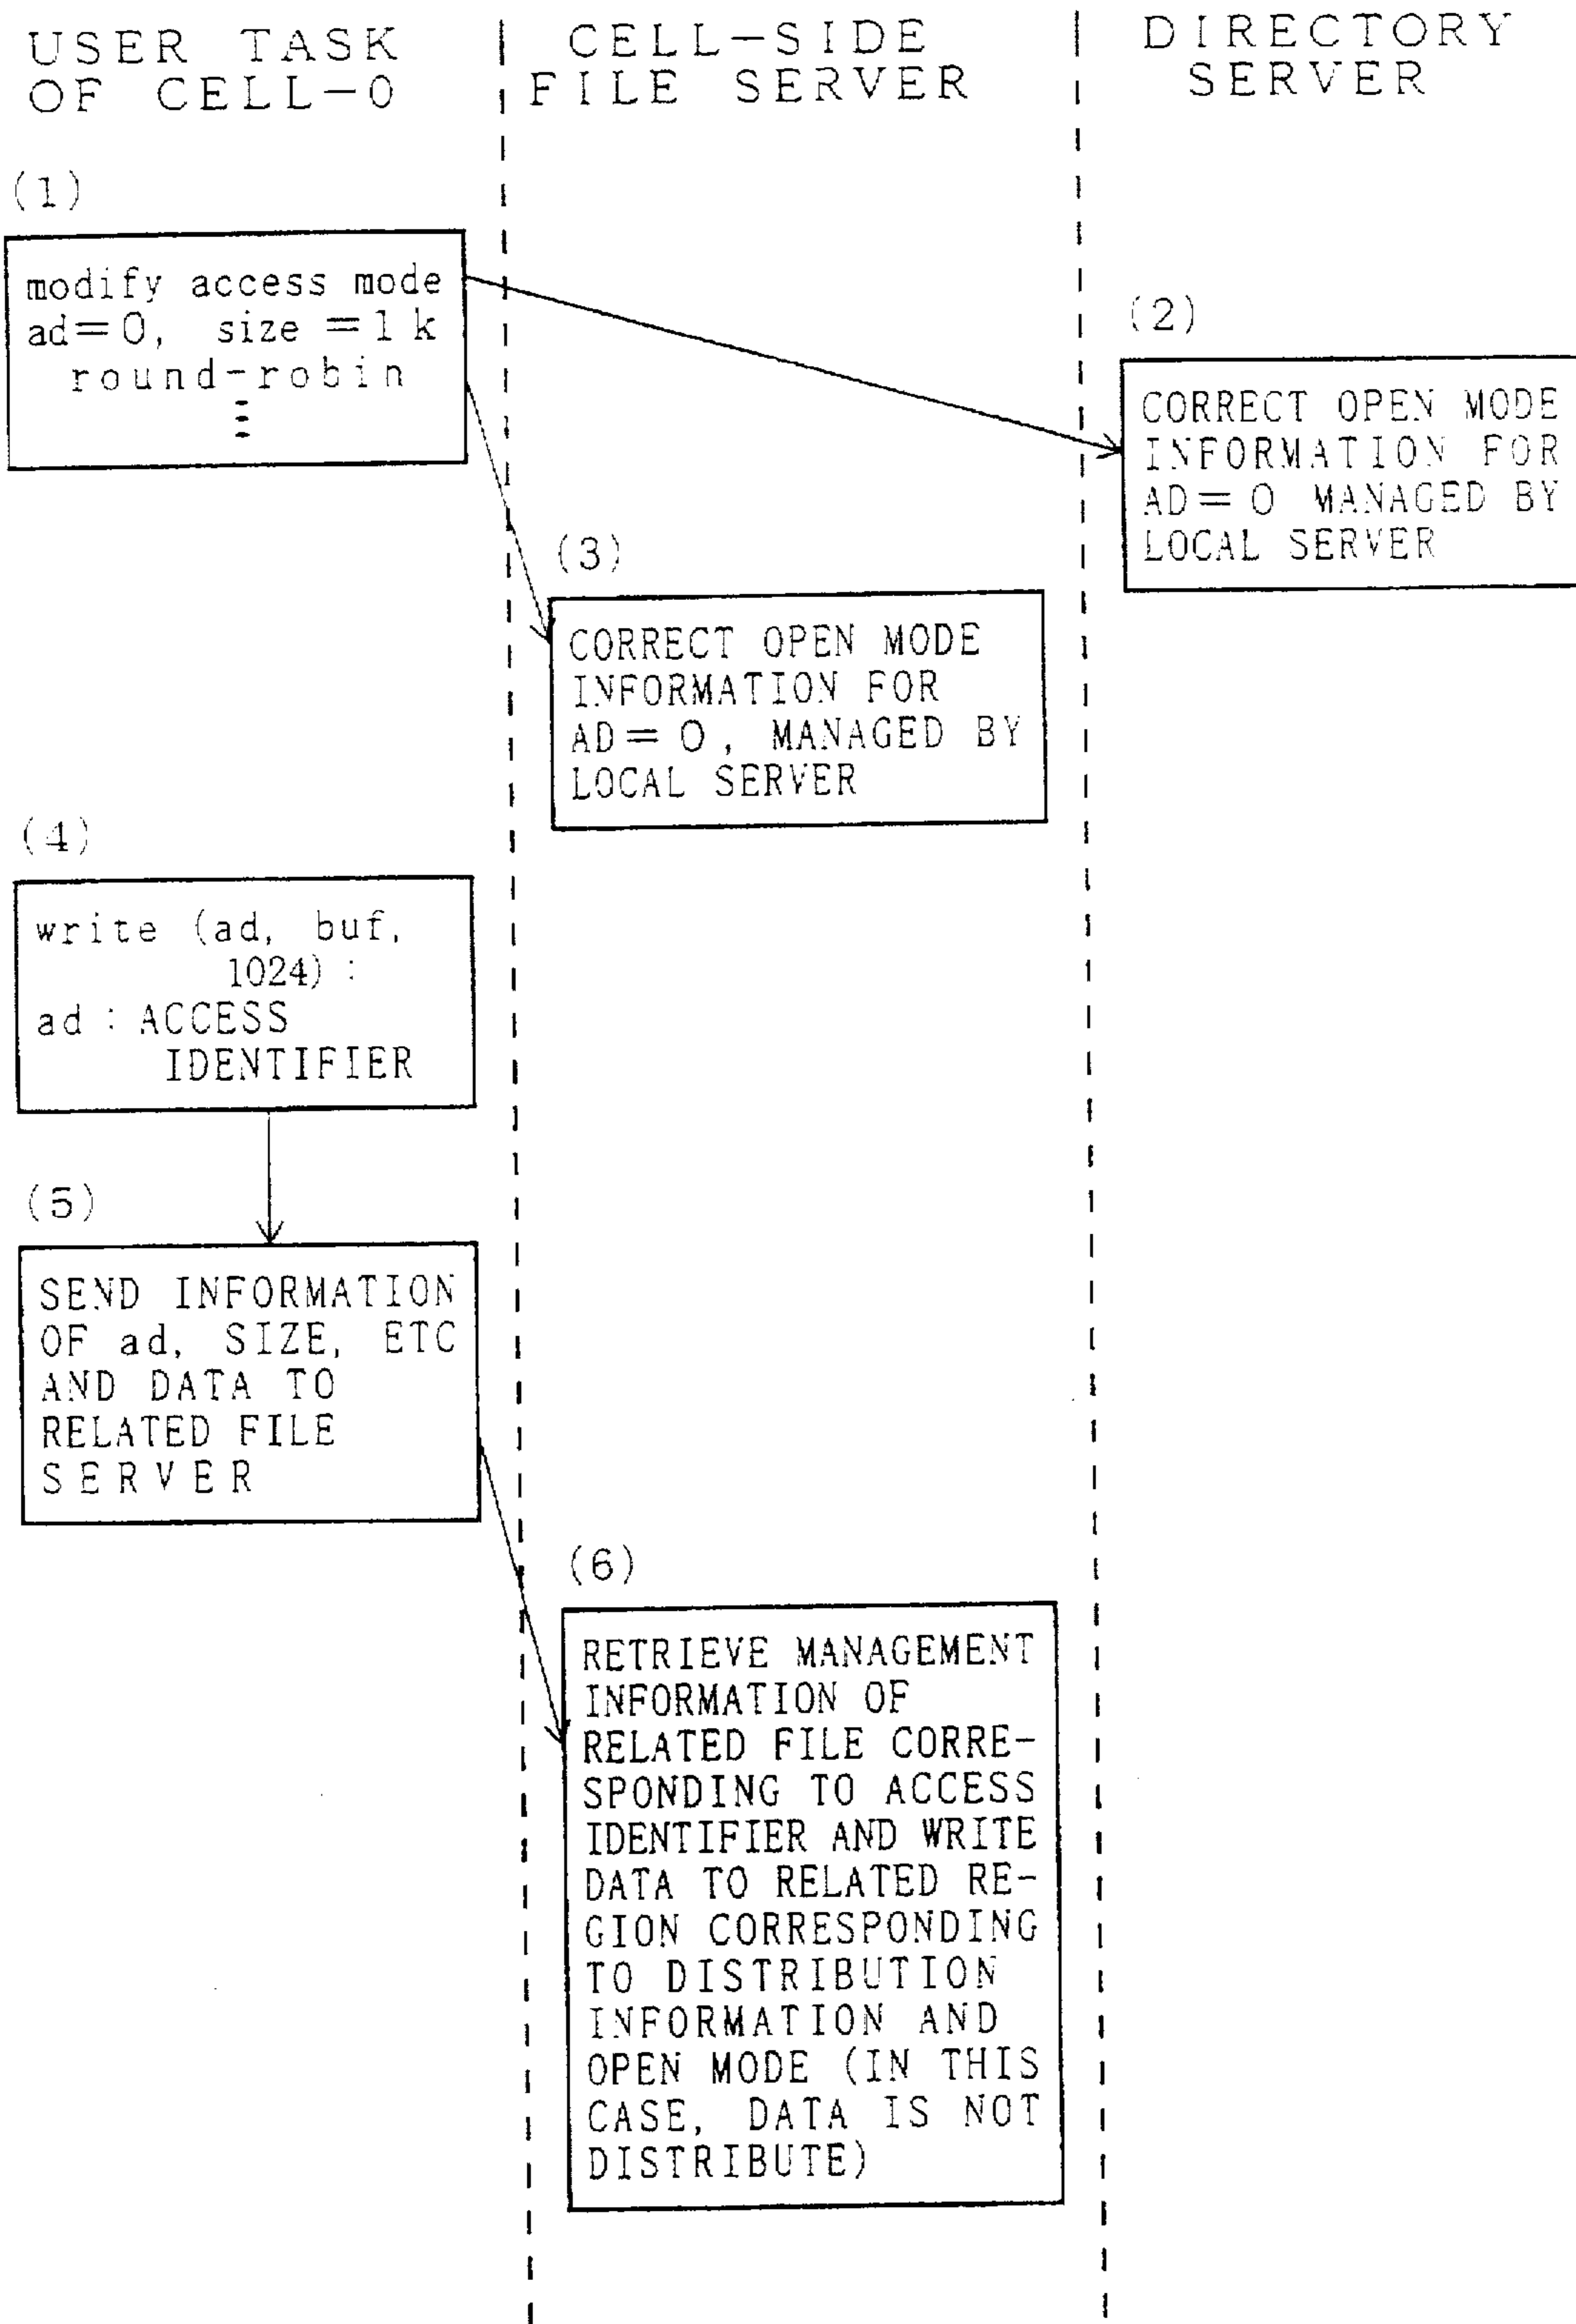 USER TASK
OF CELL-0
CELL-SIDE
FILE SERVER
DIRECTORY
SERVER
(1)
modify access mode
ad=0, size=1k
round-robin
(2)
CORRECT OPEN MODE
INFORMATION FOR
AD=0 MANAGED BY
LOCAL SERVER
(3)
CORRECT OPEN MODE
INFORMATION FOR
AD=0, MANAGED BY
LOCAL SERVER
(4)
write (ad, buf,
1024) :
ad : ACCESS
IDENTIFIER
(5)
SEND INFORMATION
OF ad, SIZE, ETC
AND DATA TO
RELATED FILE
SERVER
(6)
RETRIEVE MANAGEMENT
INFORMATION OF
RELATED FILE CORRE-
SPONDING TO ACCESS
IDENTIFIER AND WRITE
DATA TO RELATED RE-
GION CORRESPONDING
TO DISTRIBUTION
INFORMATION AND
OPEN MODE (IN THIS
CASE, DATA IS NOT
DISTRIBUTE)